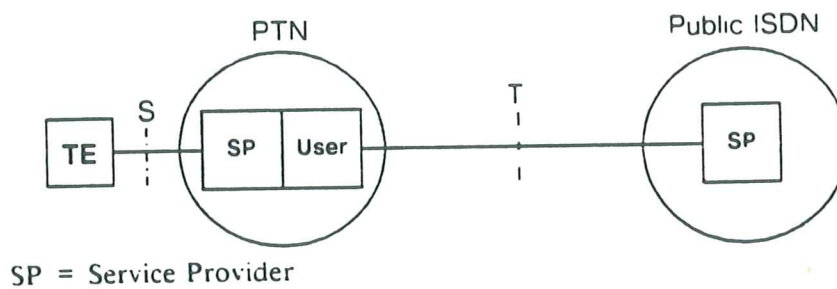 PTN
Public ISDN
S
T
TE
SP
User
SP
SP = Service Provider